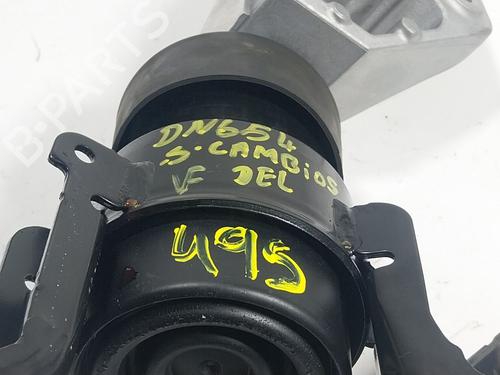 B-PARTS
DN654
S.CAMBIOS
VF DEL
495